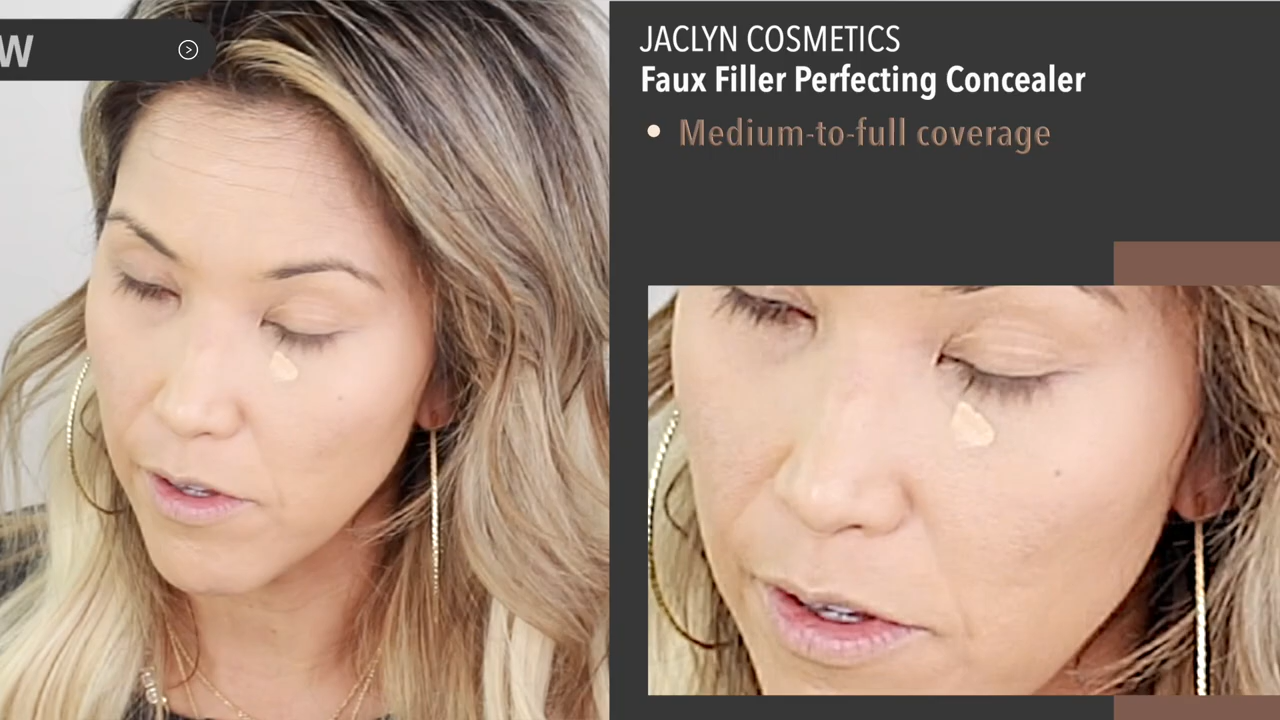 W
JACLYN COSMETICS
Faux Filler Perfecting Concealer
• Medium-to-full coverage